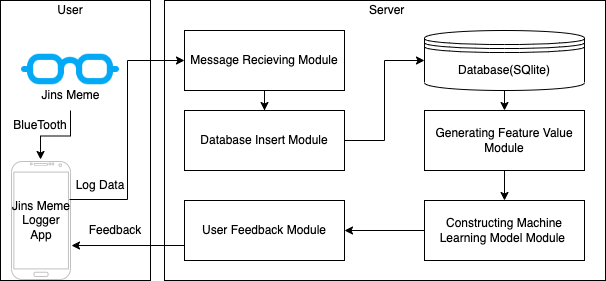 User
Server
Jins Meme
BlueTooth
Jins Meme
Logger
App
Log Data
Feedback
Message Recieving Module
Database Insert Module
User Feedback Module
Database(SQlite)
Generating Feature Value
Module
Constructing Machine
Learning Model Module